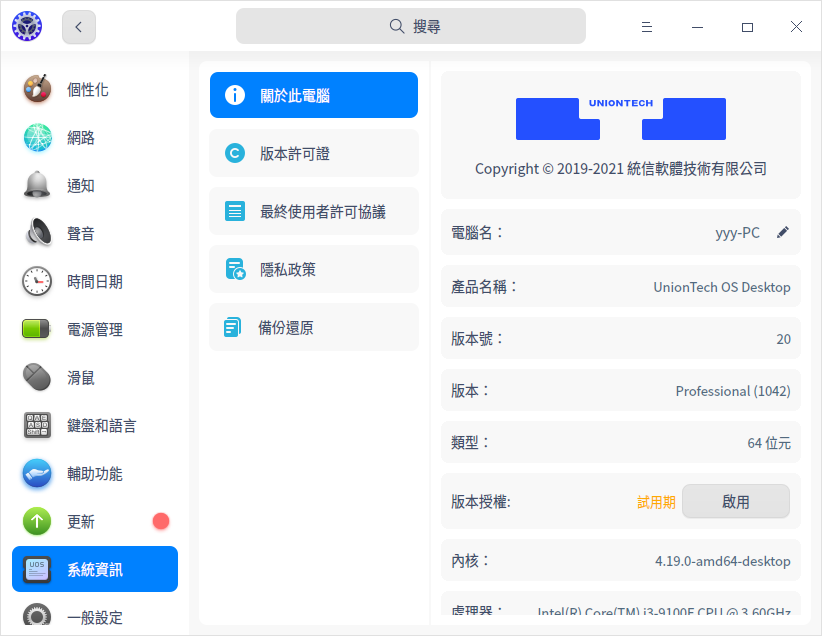 搜尋
個性化
網路
通知
聲音
時間日期
電源管理
滑鼠
鍵盤和語言
輔助功能
更新
UOS
系統資訊
一般設定
關於此電腦
版本許可證
最終使用者許可協議
隱私政策
備份還原
UNIONTECH
Copyright © 2019-2021 統信軟體技術有限公司
電腦名： yyy-PC
產品名稱： UnionTech OS Desktop
版本號： 20
版本： Professional (1042)
類型： 64 位元
版本授權: 試用期 啟用
內核： 4.19.0-amd64-desktop
處理器： Intel(R) Core(TM) i3-9100F CPU @ 3.60GHz